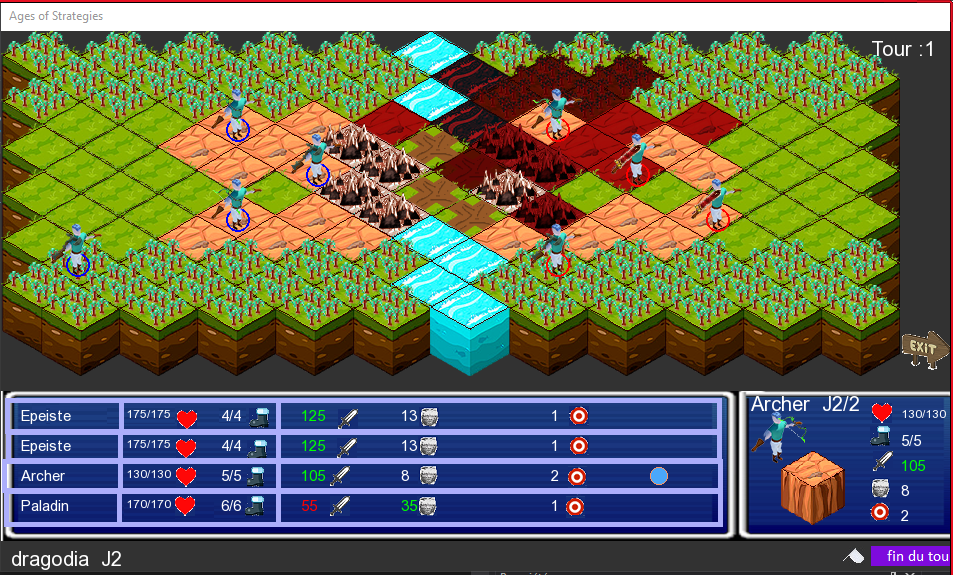 Ages of Strategies
Tour :1
EXIT
Epeiste 175/175 4/4 125 13 1
Epeiste 175/175 4/4 125 13 1
Archer 130/130 5/5 105 8 2
Paladin 170/170 6/6 55 35 1
Archer J2/2
130/130
5/5
105
8
2
dragodia J2
fin du tou